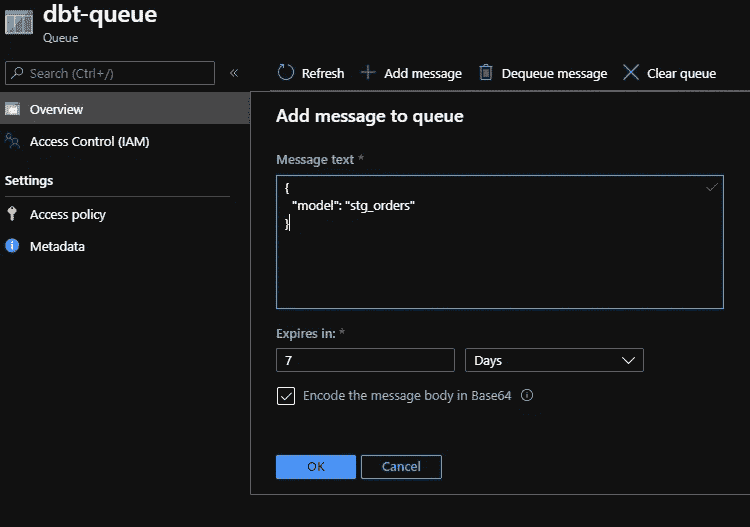 dbt-queue
Queue
Search (Ctrl+/)
«
Refresh
Add message
Dequeue message
Clear queue
Overview
Access Control (IAM)
Settings
Access policy
Metadata
Add message to queue
Message text *
{
"model": "stg_orders"
}
Expires in: *
7
Days
Encode the message body in Base64
OK
Cancel